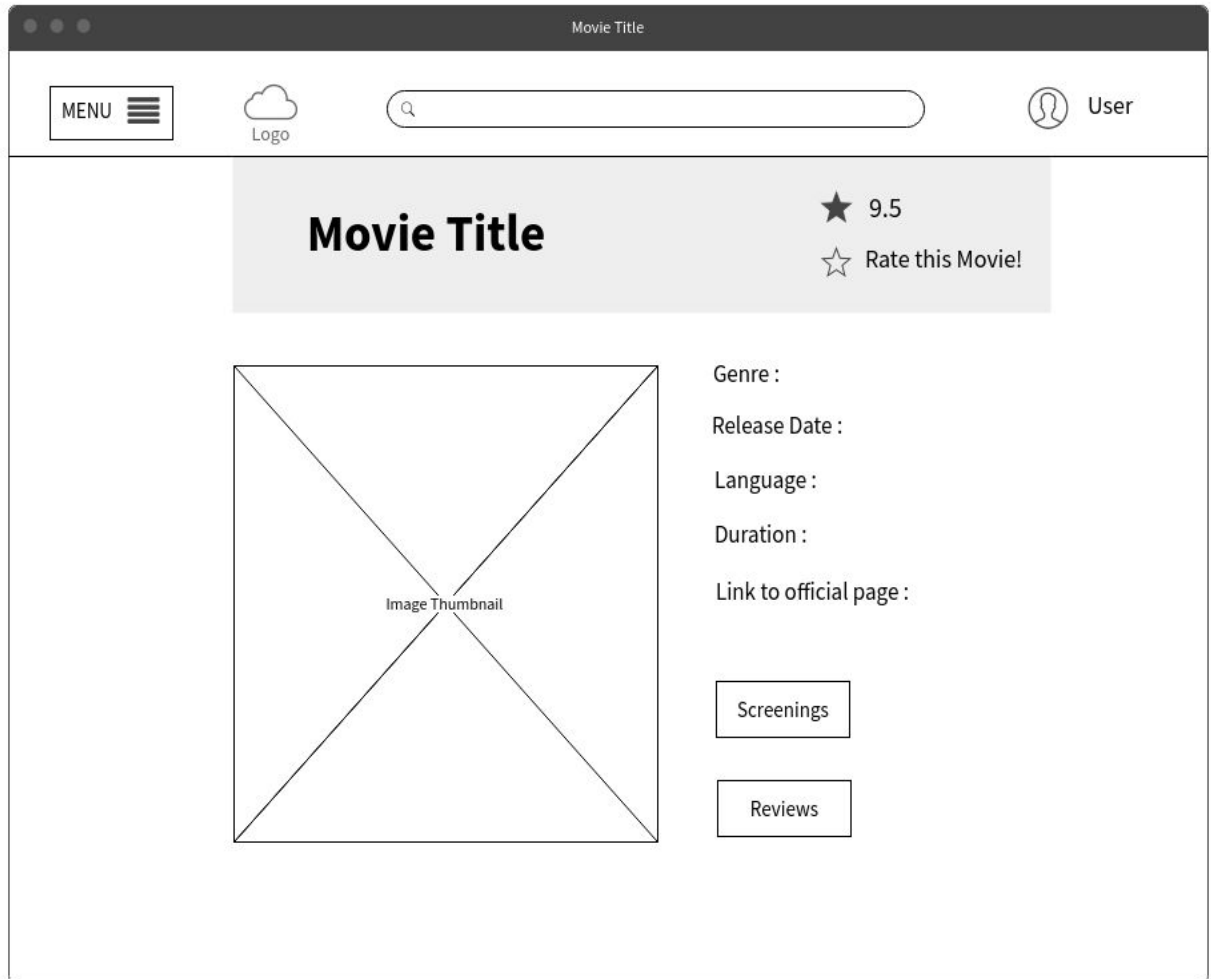 Movie Title
MENU
Logo
User
Movie Title
9.5
Rate this Movie!
Image Thumbnail
Genre :
Release Date :
Language :
Duration :
Link to official page :
Screenings
Reviews